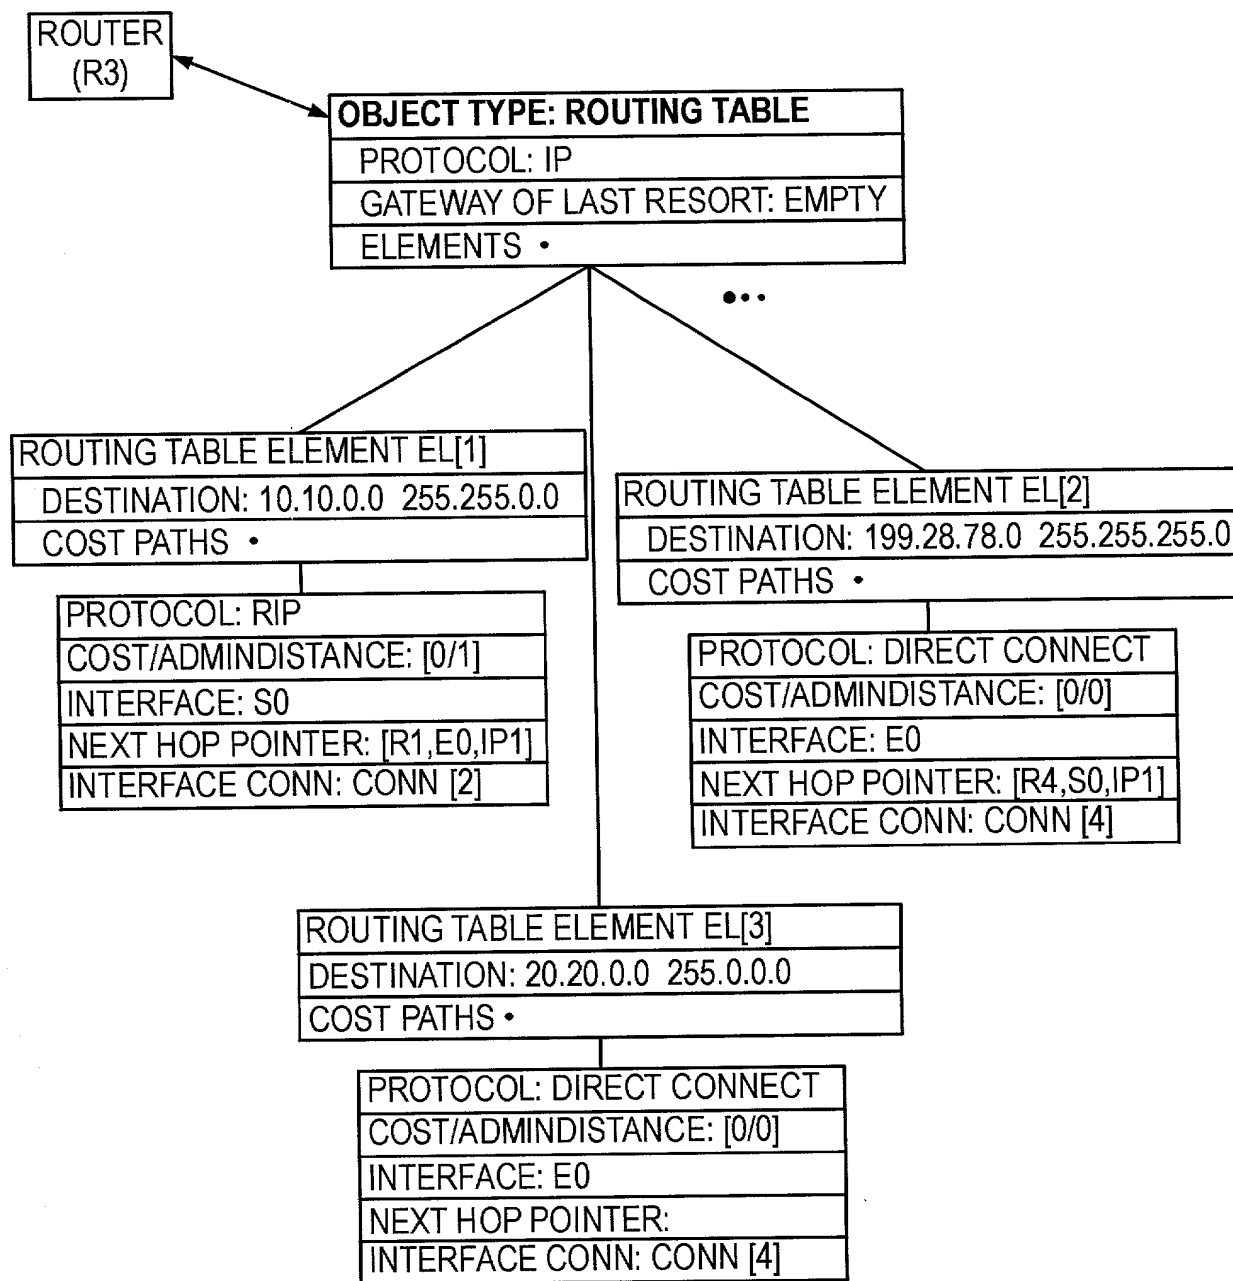 ROUTER
(R3)
OBJECT TYPE: ROUTING TABLE
PROTOCOL: IP
GATEWAY OF LAST RESORT: EMPTY
ELEMENTS •
ROUTING TABLE ELEMENT EL[1]
DESTINATION: 10.10.0.0 255.255.0.0
COST PATHS •
PROTOCOL: RIP
COST/ADMINDISTANCE: [0/1]
INTERFACE: S0
NEXT HOP POINTER: [R1,E0,IP1]
INTERFACE CONN: CONN [2]
ROUTING TABLE ELEMENT EL[2]
DESTINATION: 199.28.78.0 255.255.255.0
COST PATHS •
PROTOCOL: DIRECT CONNECT
COST/ADMINDISTANCE: [0/0]
INTERFACE: E0
NEXT HOP POINTER: [R4,S0,IP1]
INTERFACE CONN: CONN [4]
ROUTING TABLE ELEMENT EL[3]
DESTINATION: 20.20.0.0 255.0.0.0
COST PATHS •
PROTOCOL: DIRECT CONNECT
COST/ADMINDISTANCE: [0/0]
INTERFACE: E0
NEXT HOP POINTER:
INTERFACE CONN: CONN [4]